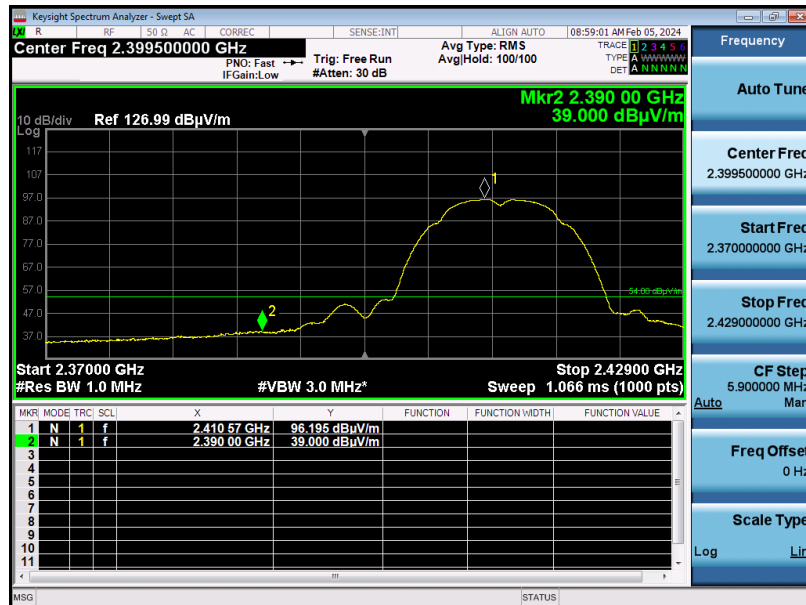 Keysight Spectrum Analyzer - Swept SA
LXI R RF 50 Ω AC CORREC SENSE:INT ALIGN AUTO 08:59:01 AM Feb 05, 2024
Center Freq 2.399500000 GHz
PNO: Fast
IFGain:Low
Trig: Free Run
#Atten: 30 dB
Avg Type: RMS
Avg|Hold: 100/100
TRACE 1 2 3 4 5 6
TYPE A WWWWW
DET A N N N N N
Mkr2 2.390 00 GHz
39.000 dBµV/m
10 dB/div Ref 126.99 dBµV/m
Log
117
107
97.0
87.0
77.0
67.0
57.0
47.0
37.0
1
2
54.00 dBµV/m
Start 2.37000 GHz Stop 2.42900 GHz
#Res BW 1.0 MHz #VBW 3.0 MHz* Sweep 1.066 ms (1000 pts)
MKR MODE TRC SCL X Y FUNCTION FUNCTION WIDTH FUNCTION VALUE
1 N 1 f 2.410 57 GHz 96.195 dBµV/m
2 N 1 f 2.390 00 GHz 39.000 dBµV/m
3
4
5
6
7
8
9
10
11
MSG STATUS
Frequency
Auto Tune
Center Freq
2.399500000 GHz
Start Freq
2.370000000 GHz
Stop Freq
2.429000000 GHz
CF Step
5.900000 MHz
Auto Man
Freq Offset
0 Hz
Scale Type
Log Lin